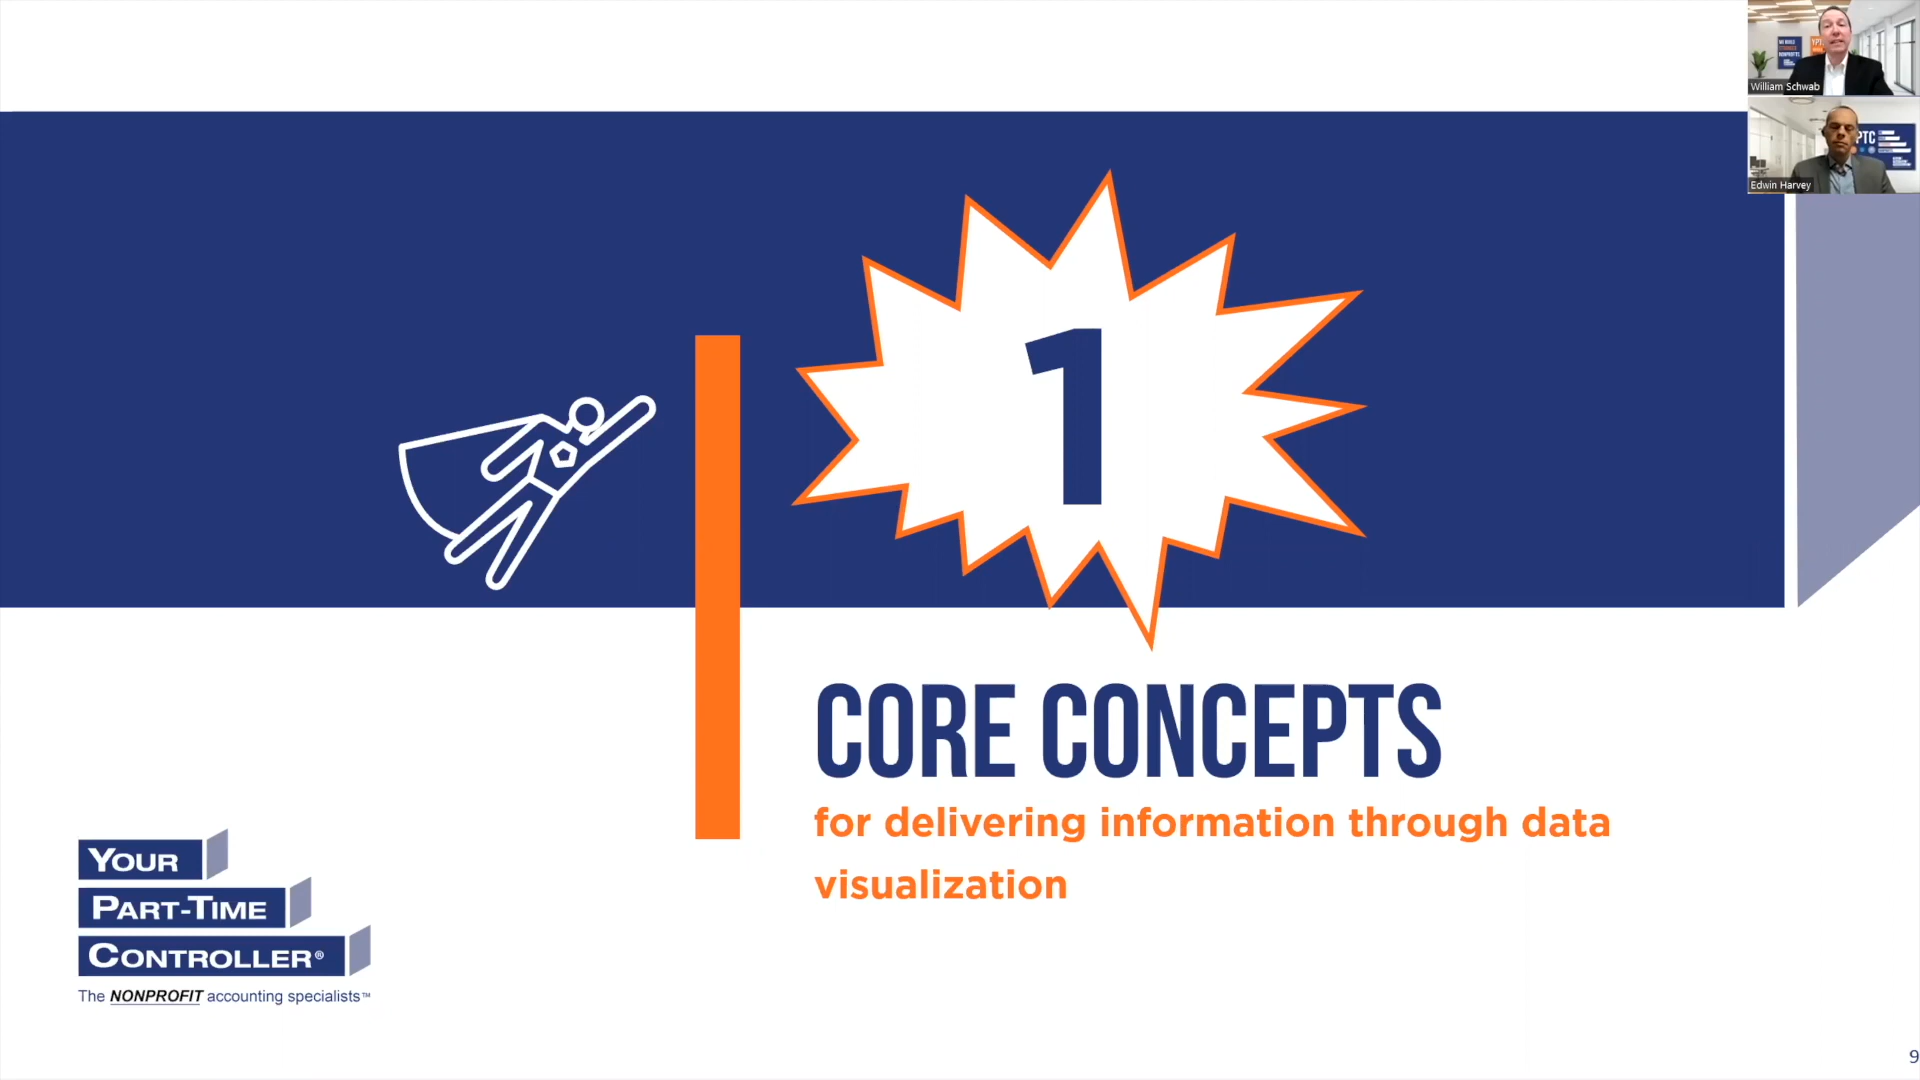 William Schwab
Edwin Harvey
1
CORE CONCEPTS
for delivering information through data
visualization
YOUR
PART-TIME
CONTROLLER®
The NONPROFIT accounting specialists™
9